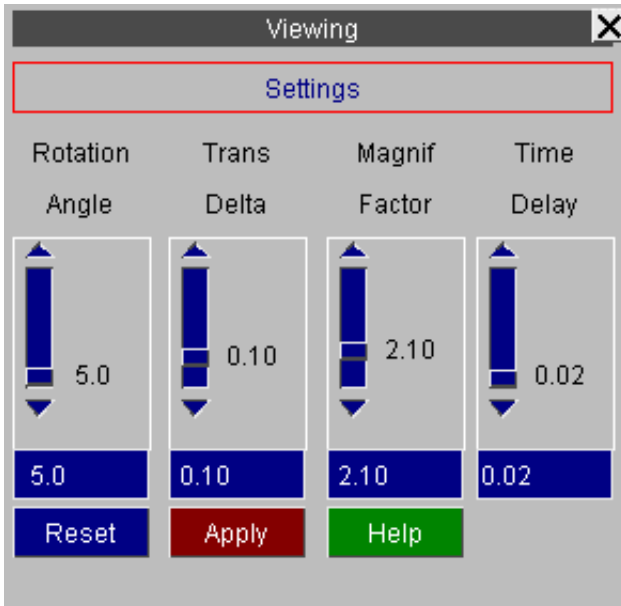 Viewing
Settings
Rotation Trans Magnif Time
Angle Delta Factor Delay
5.0 0.10 2.10 0.02
5.0 0.10 2.10 0.02
Reset Apply Help